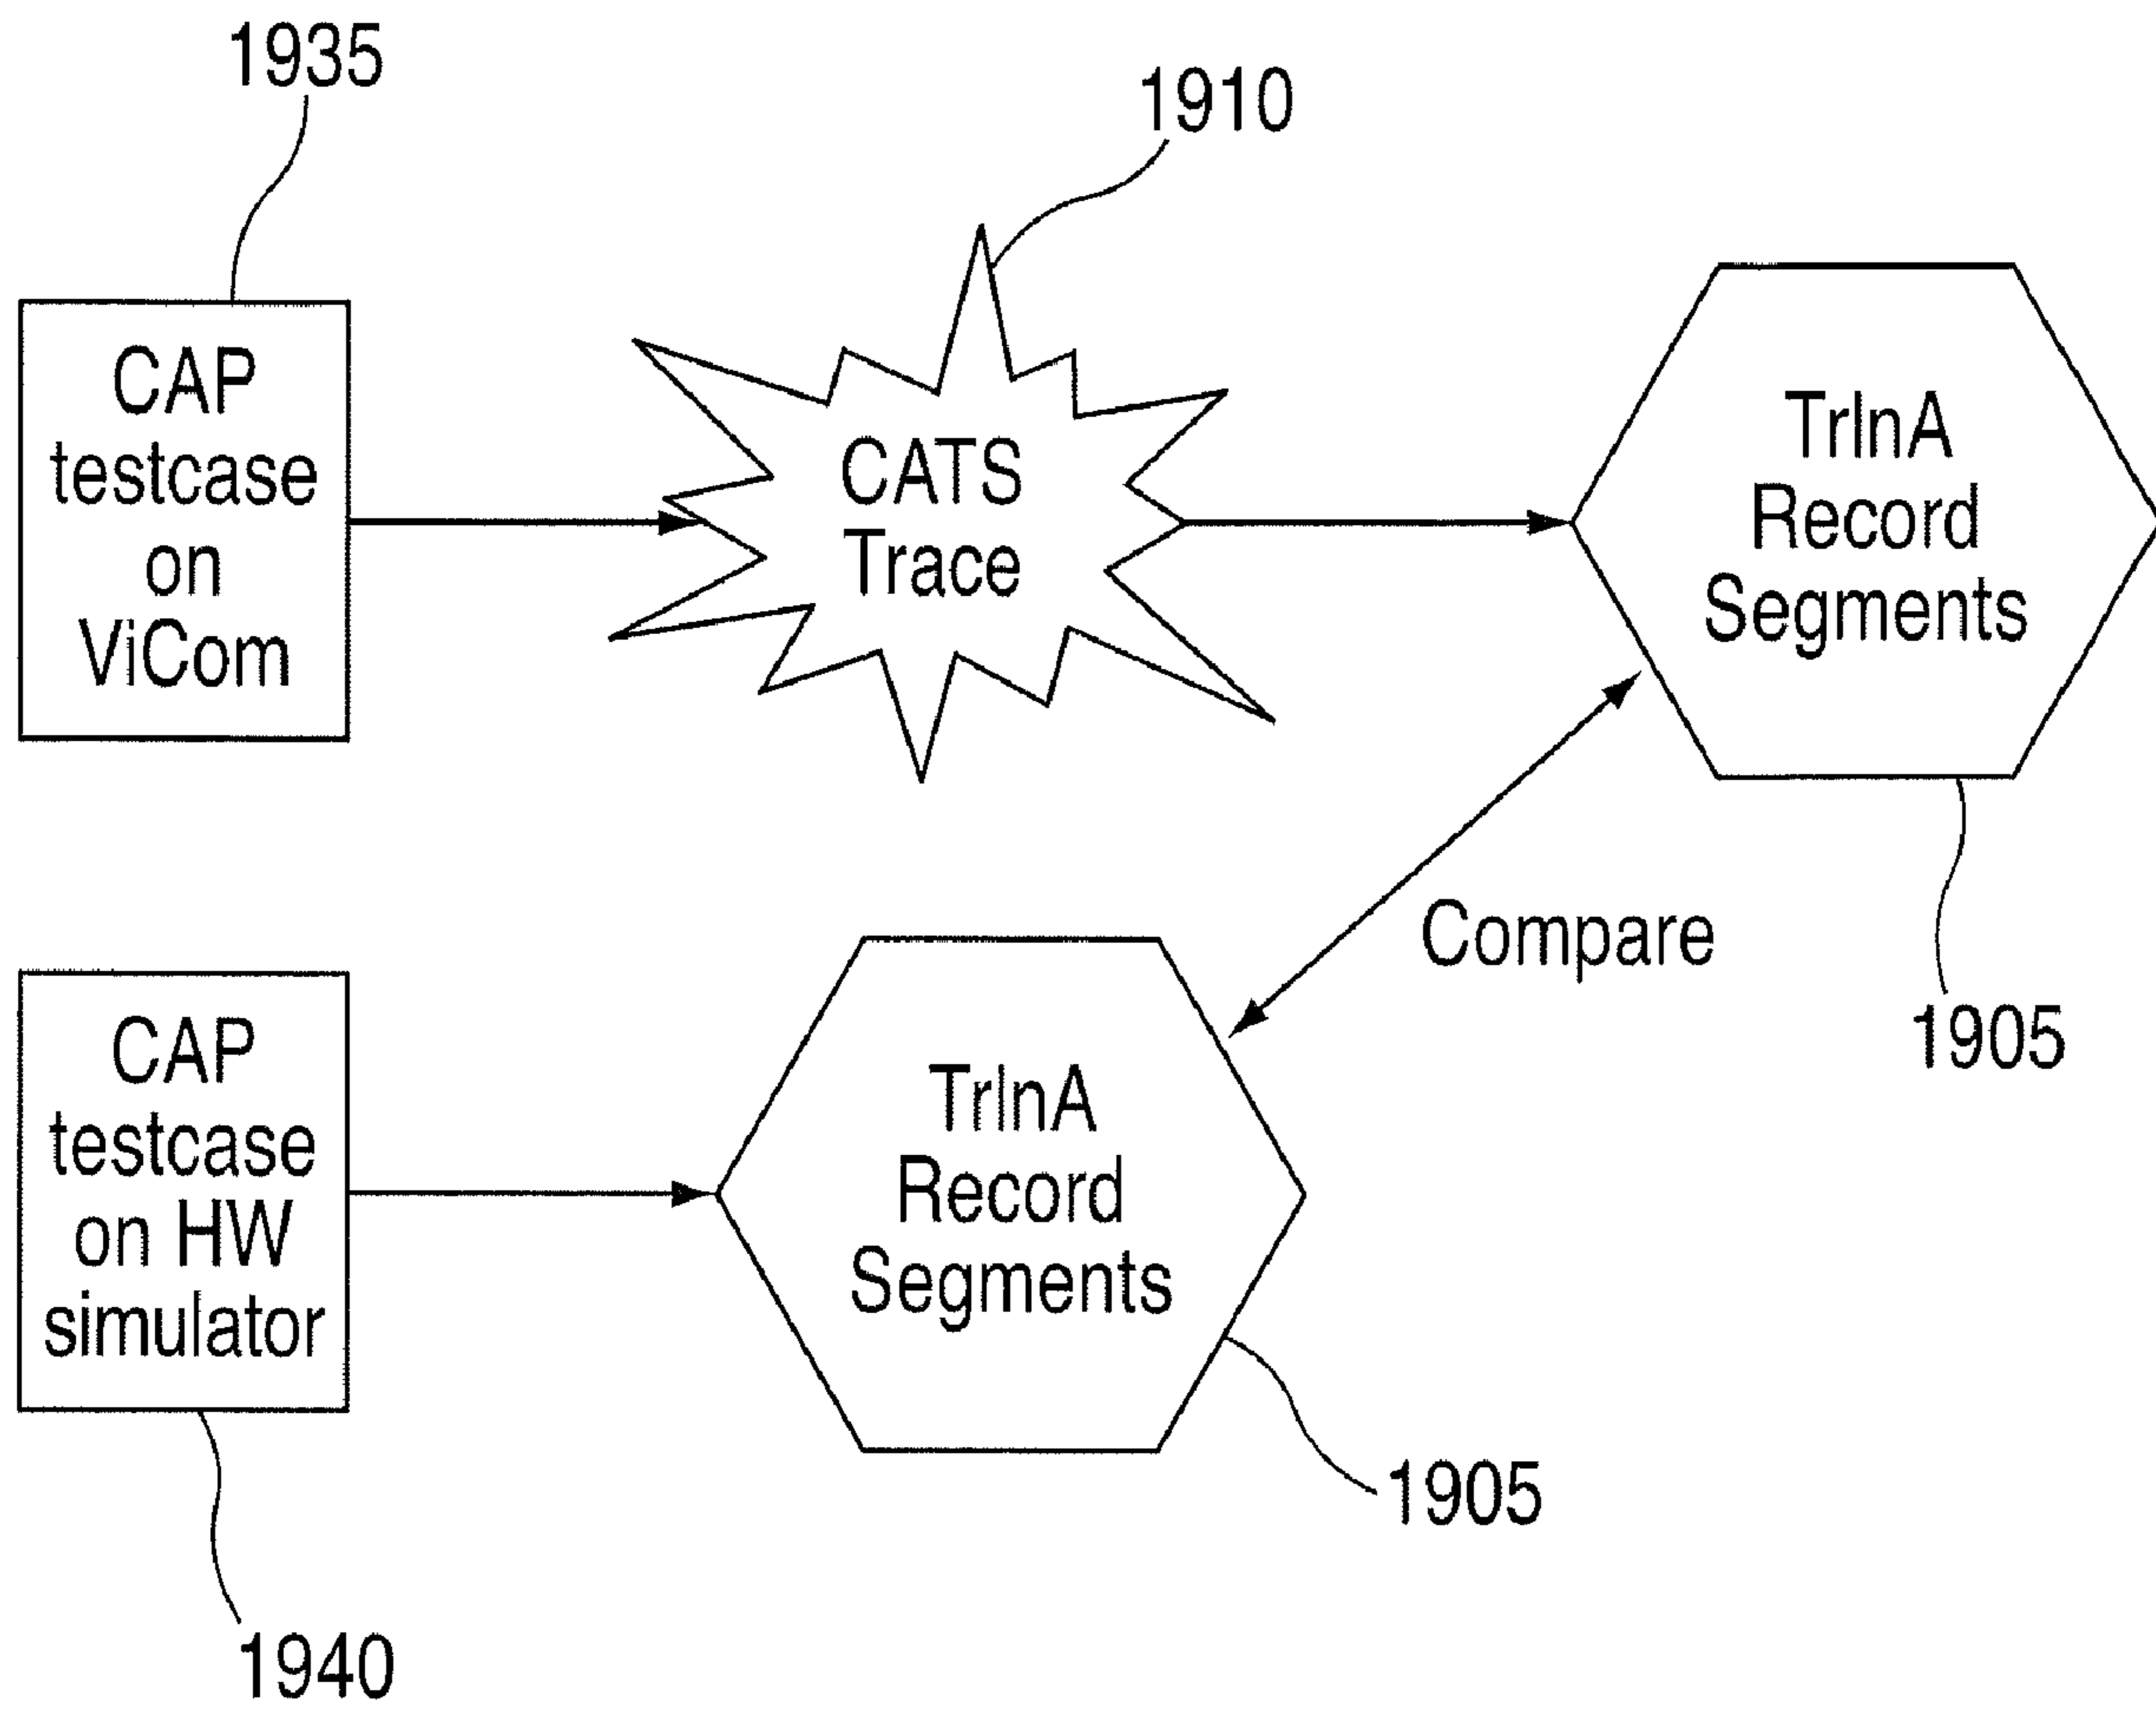 1935
1910
CAP
testcase
on
ViCom
CATS
Trace
TrInA
Record
Segments
Compare
1905
CAP
testcase
on HW
simulator
TrInA
Record
Segments
1905
1940